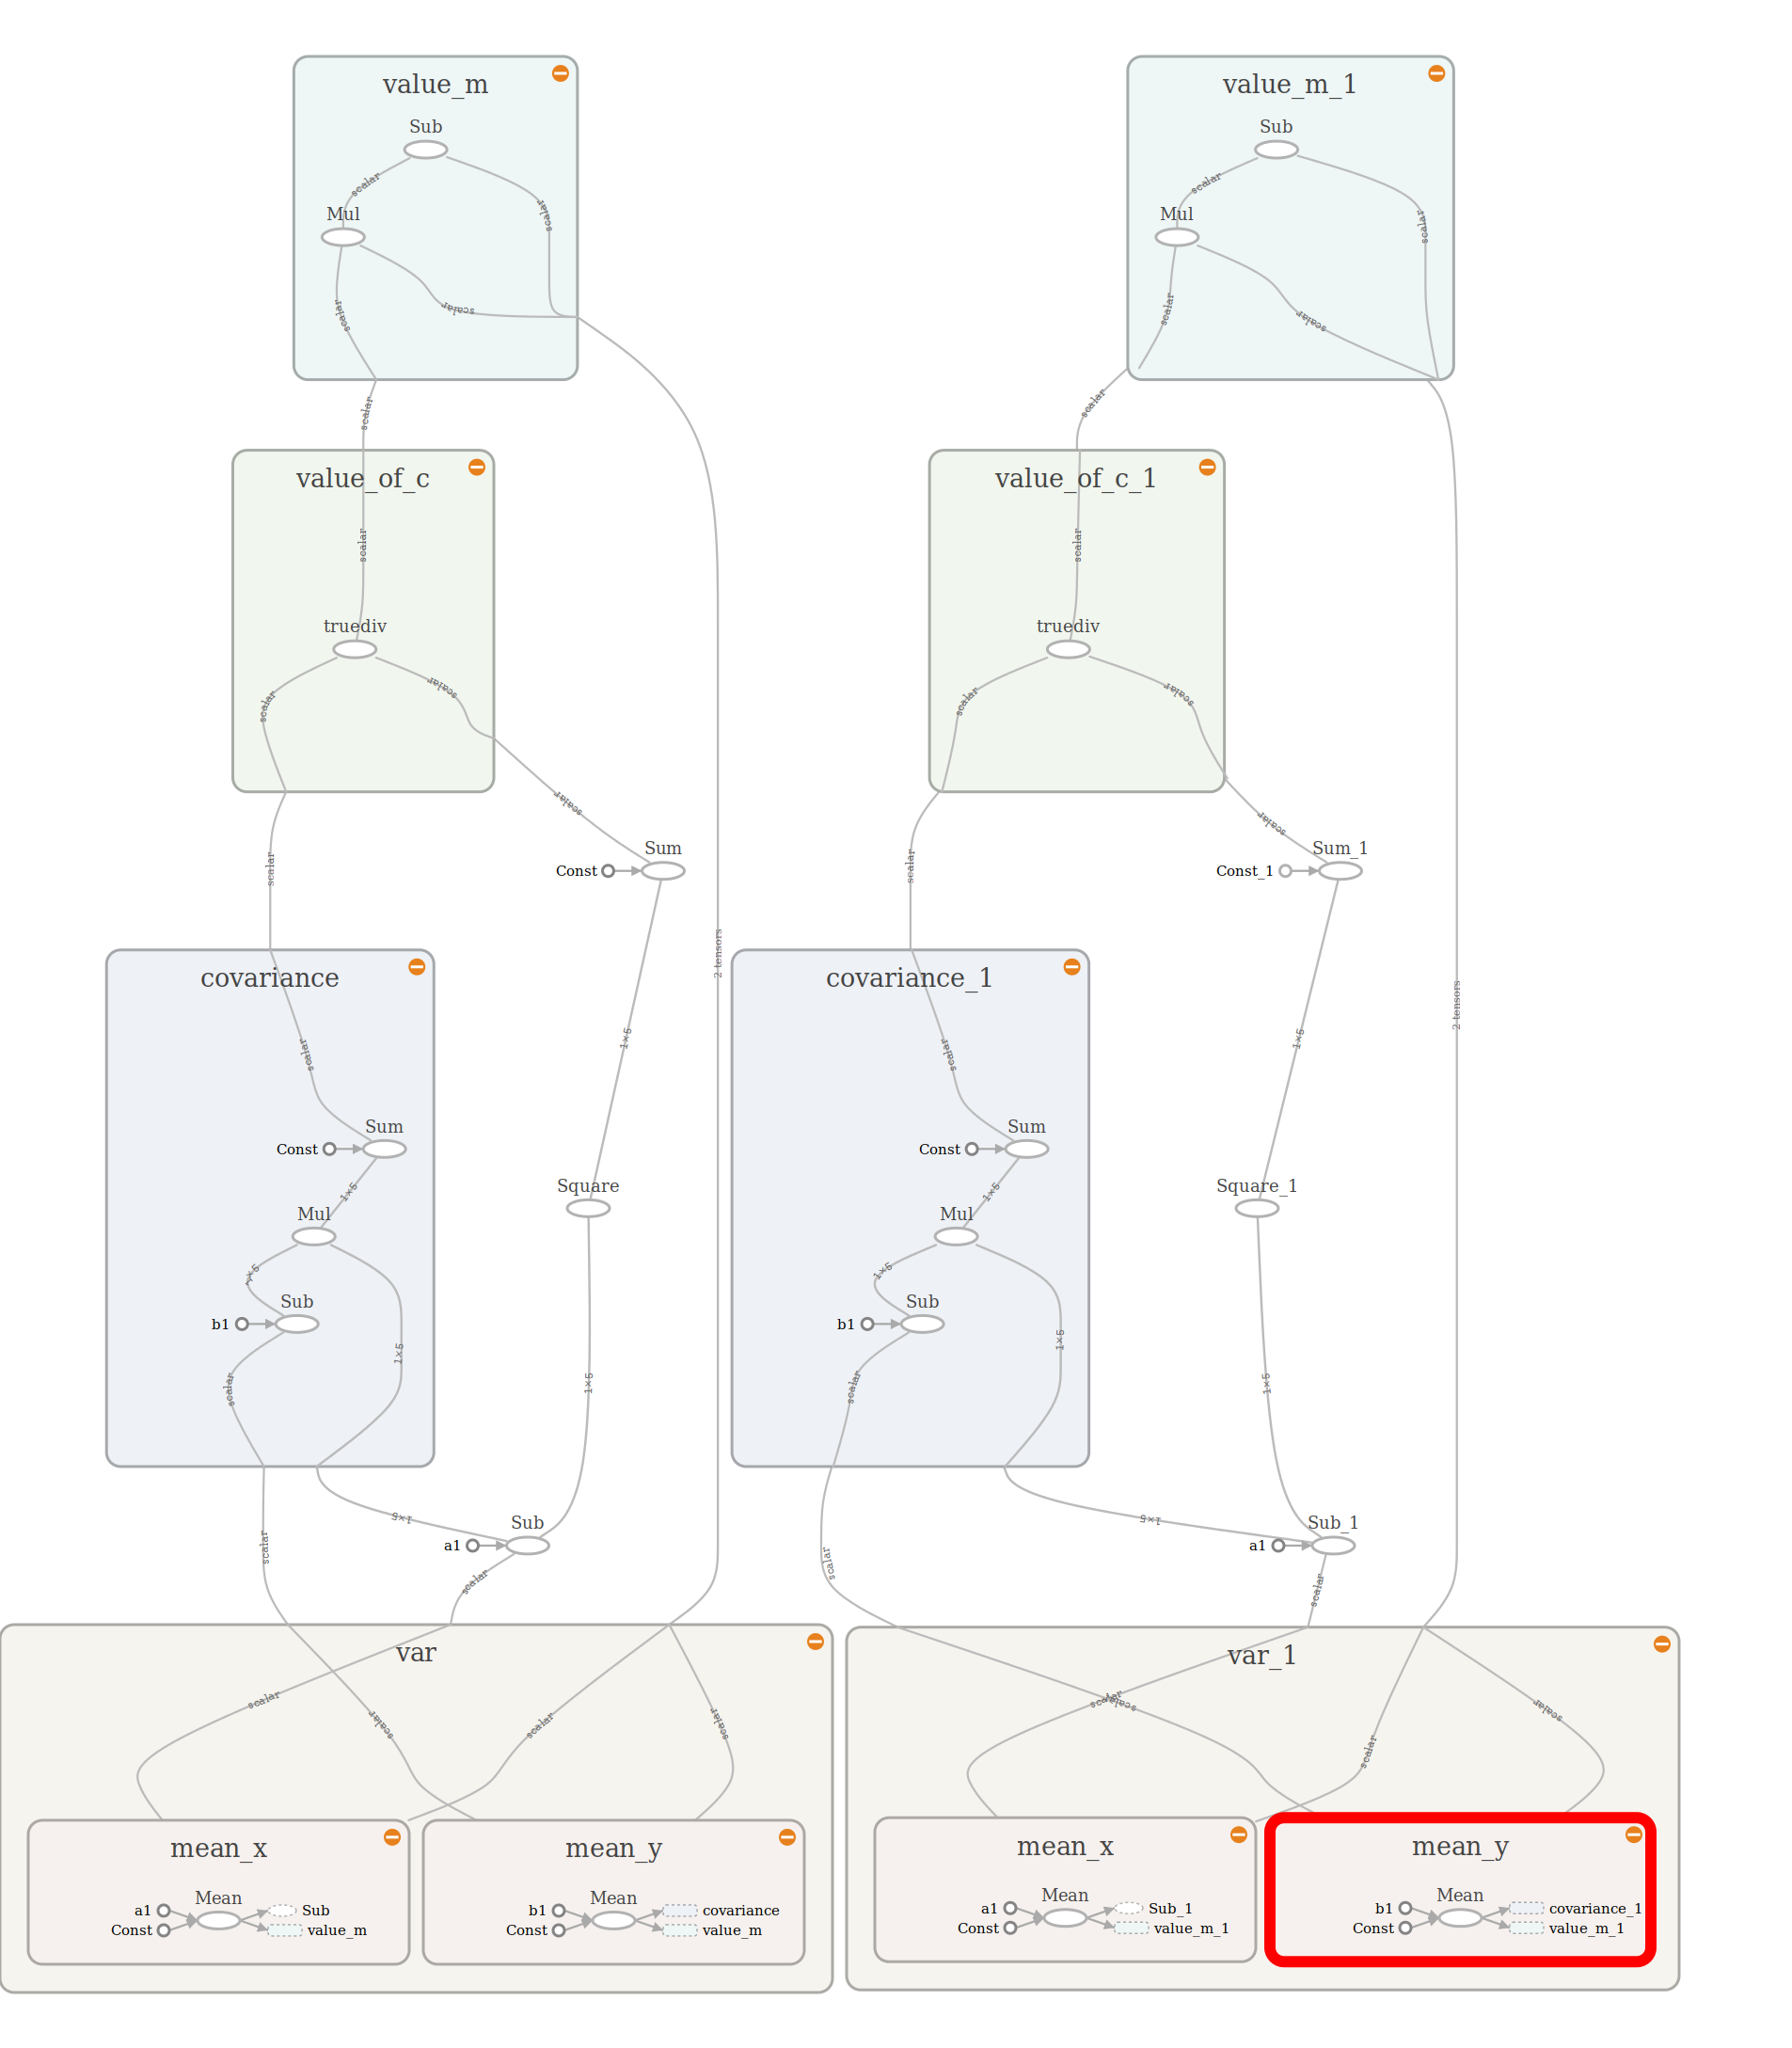 value_m
value_m_1
Sub
Sub
scalar
scalar
scalar
scalar
Mul
Mul
scalar
scalar
scalar
scalar
scalar
scalar
value_of_c
value_of_c_1
scalar
scalar
truediv
truediv
scalar
scalar
scalar
scalar
scalar
scalar
Sum
Sum_1
Const
Const_1
scalar
scalar
2 tensors
2 tensors
covariance
covariance_1
1×5
1×5
scalar
scalar
Sum
Sum
Const
Const
1×5
1×5
Square
Square_1
Mul
Mul
1×5
1×5
Sub
Sub
b1
b1
1×5
1×5
scalar
scalar
1×5
1×5
1×5
1×5
Sub
Sub_1
a1
a1
scalar
scalar
scalar
scalar
var
var_1
scalar
scalar
scalar
scalar
scalar
scalar
scalar
scalar
mean_x
mean_y
mean_x
mean_y
Mean
Mean
Mean
Mean
a1
Sub
b1
covariance
a1
Sub_1
b1
covariance_1
Const
value_m
Const
value_m
Const
value_m_1
Const
value_m_1